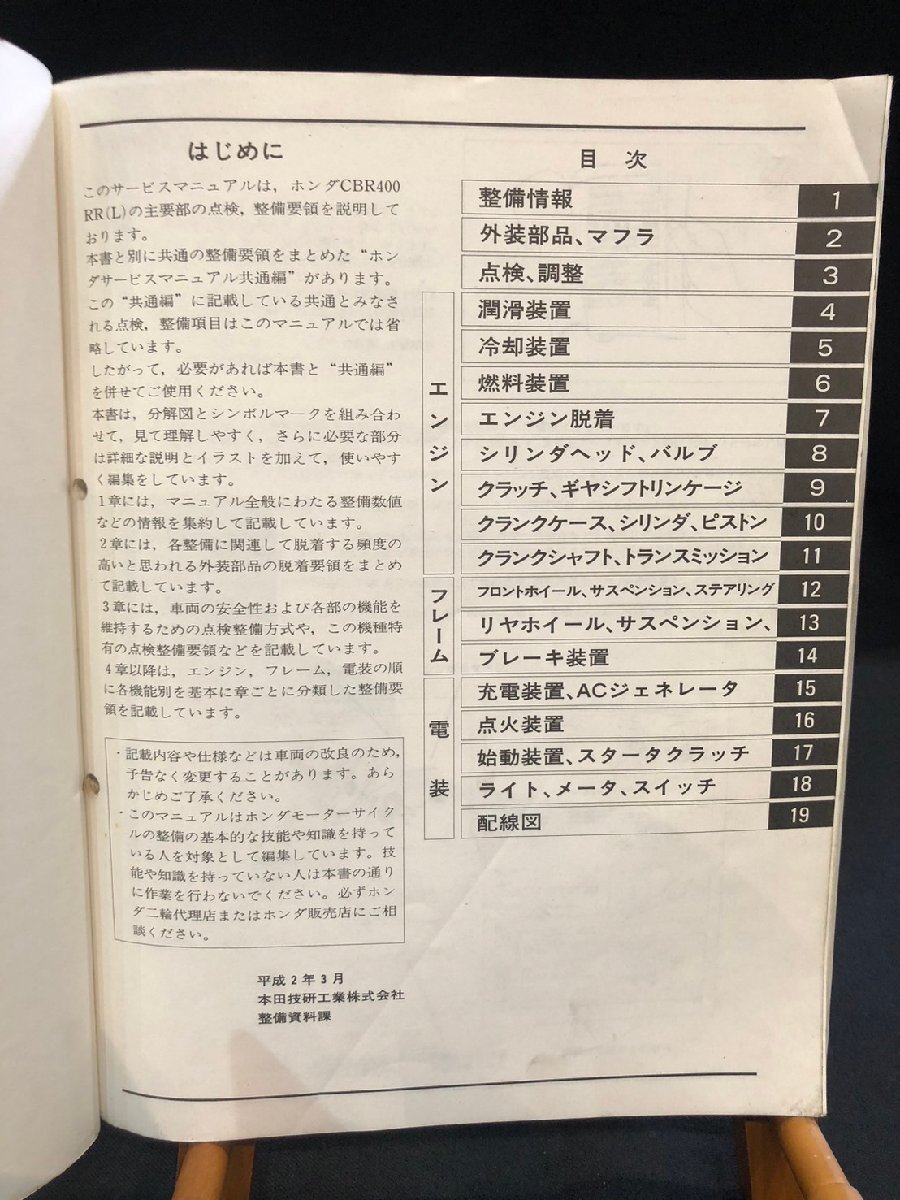 はじめに
このサービスマニュアルは，ホンダCBR400
RR(L)の主要部の点検，整備要領を説明して
おります。
本書と別に共通の整備要領をまとめた“ホン
ダサービスマニュアル共通編”があります。
この“共通編”に記載している共通とみなさ
れる点検，整備項目はこのマニュアルでは省
略しています。
したがって，必要があれば本書と“共通編”
を併せてご使用ください。
本書は，分解図とシンボルマークを組み合わ
せて，見て理解しやすく，さらに必要な部分
は詳細な説明とイラストを加えて，使いやす
く編集をしています。
1章には，マニュアル全般にわたる整備数値
などの情報を集約して記載しています。
2章には，各整備に関連して脱着する頻度の
高いと思われる外装部品の脱着要領をまとめ
て記載しています。
3章には，車両の安全性および各部の機能を
維持するための点検整備方式や，この機種特
有の点検整備要領などを記載しています。
4章以降は，エンジン，フレーム，電装の順
に各機能別を基本に章ごとに分類した整備要
領を記載しています。
・記載内容や仕様などは車両の改良のため，
予告なく変更することがあります。あら
かじめご了承ください。
・このマニュアルはホンダモーターサイク
ルの整備の基本的な技能や知識を持って
いる人を対象として編集しています。技
能や知識を持っていない人は本書の通り
に作業を行わないでください。必ずホン
ダ二輪代理店またはホンダ販売店にご相
談ください。
平成2年3月
本田技研工業株式会社
整備資料課
目次
整備情報 1
外装部品、マフラ 2
点検、調整 3
エンジン
潤滑装置 4
冷却装置 5
燃料装置 6
エンジン脱着 7
シリンダヘッド、バルブ 8
クラッチ、ギヤシフトリンケージ 9
クランクケース、シリンダ、ピストン 10
クランクシャフト、トランスミッション 11
フレーム
フロントホイール、サスペンション、ステアリング 12
リヤホイール、サスペンション、 13
ブレーキ装置 14
電装
充電装置、ACジェネレータ 15
点火装置 16
始動装置、スタータクラッチ 17
ライト、メータ、スイッチ 18
配線図 19